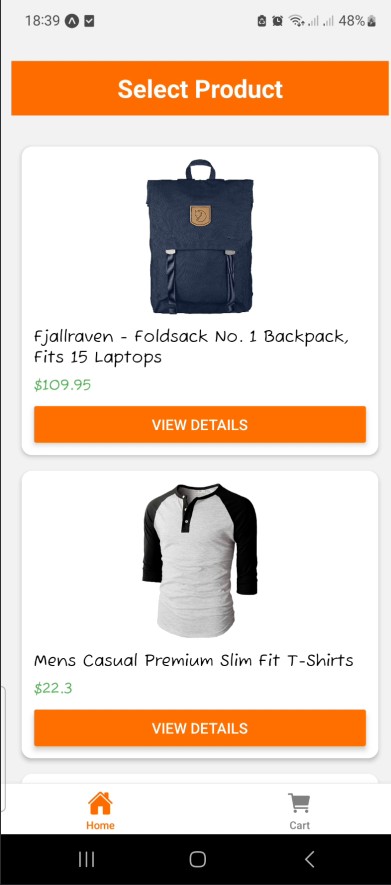 18:39 48%
Select Product
Fjallraven - Foldsack No. 1 Backpack,
Fits 15 Laptops
$109.95
VIEW DETAILS
Mens Casual Premium Slim Fit T-Shirts
$22.3
VIEW DETAILS
Home Cart